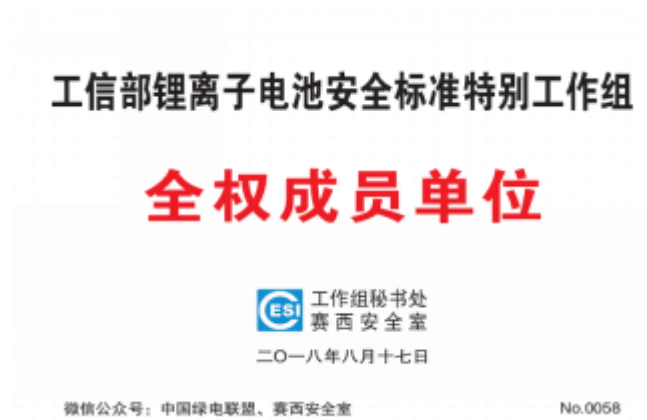 工信部锂离子电池安全标准特别工作组
全权成员单位
CESI 工作组秘书处
赛西安全室
二〇一八年八月十七日
微信公众号：中国绿电联盟、赛西安全室 No.0058